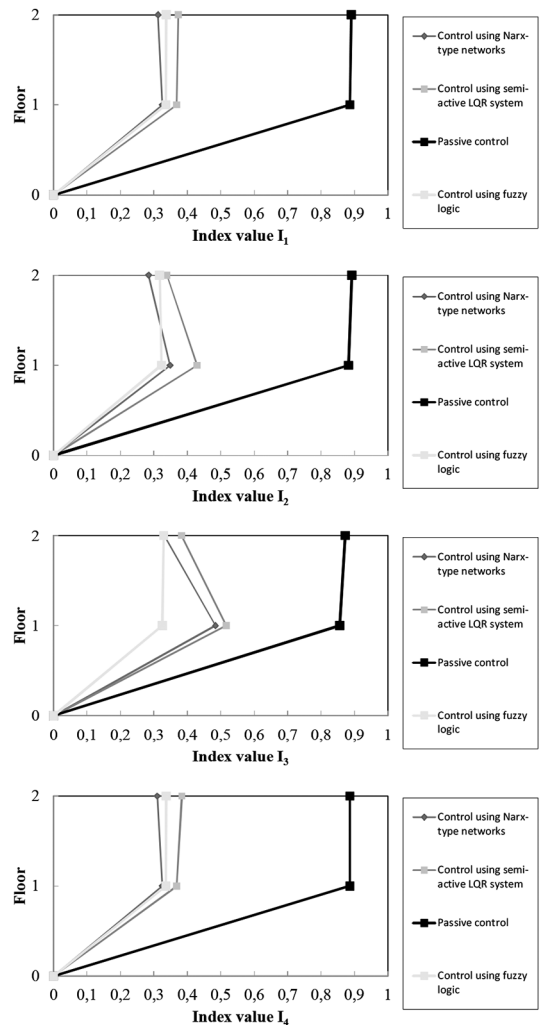 2
1
0
Floor
0 0,1 0,2 0,3 0,4 0,5 0,6 0,7 0,8 0,9 1
Index value I1
Control using Narx-
type networks
Control using semi-
active LQR system
Passive control
Control using fuzzy
logic
2
1
0
Floor
0 0,1 0,2 0,3 0,4 0,5 0,6 0,7 0,8 0,9 1
Index value I2
Control using Narx-
type networks
Control using semi-
active LQR system
Passive control
Control using fuzzy
logic
2
1
0
Floor
0 0,1 0,2 0,3 0,4 0,5 0,6 0,7 0,8 0,9 1
Index value I3
Control using Narx-
type networks
Control using semi-
active LQR system
Passive control
Control using fuzzy
logic
2
1
0
Floor
0 0,1 0,2 0,3 0,4 0,5 0,6 0,7 0,8 0,9 1
Index value I4
Control using Narx-
type networks
Control using semi-
active LQR system
Passive control
Control using fuzzy
logic